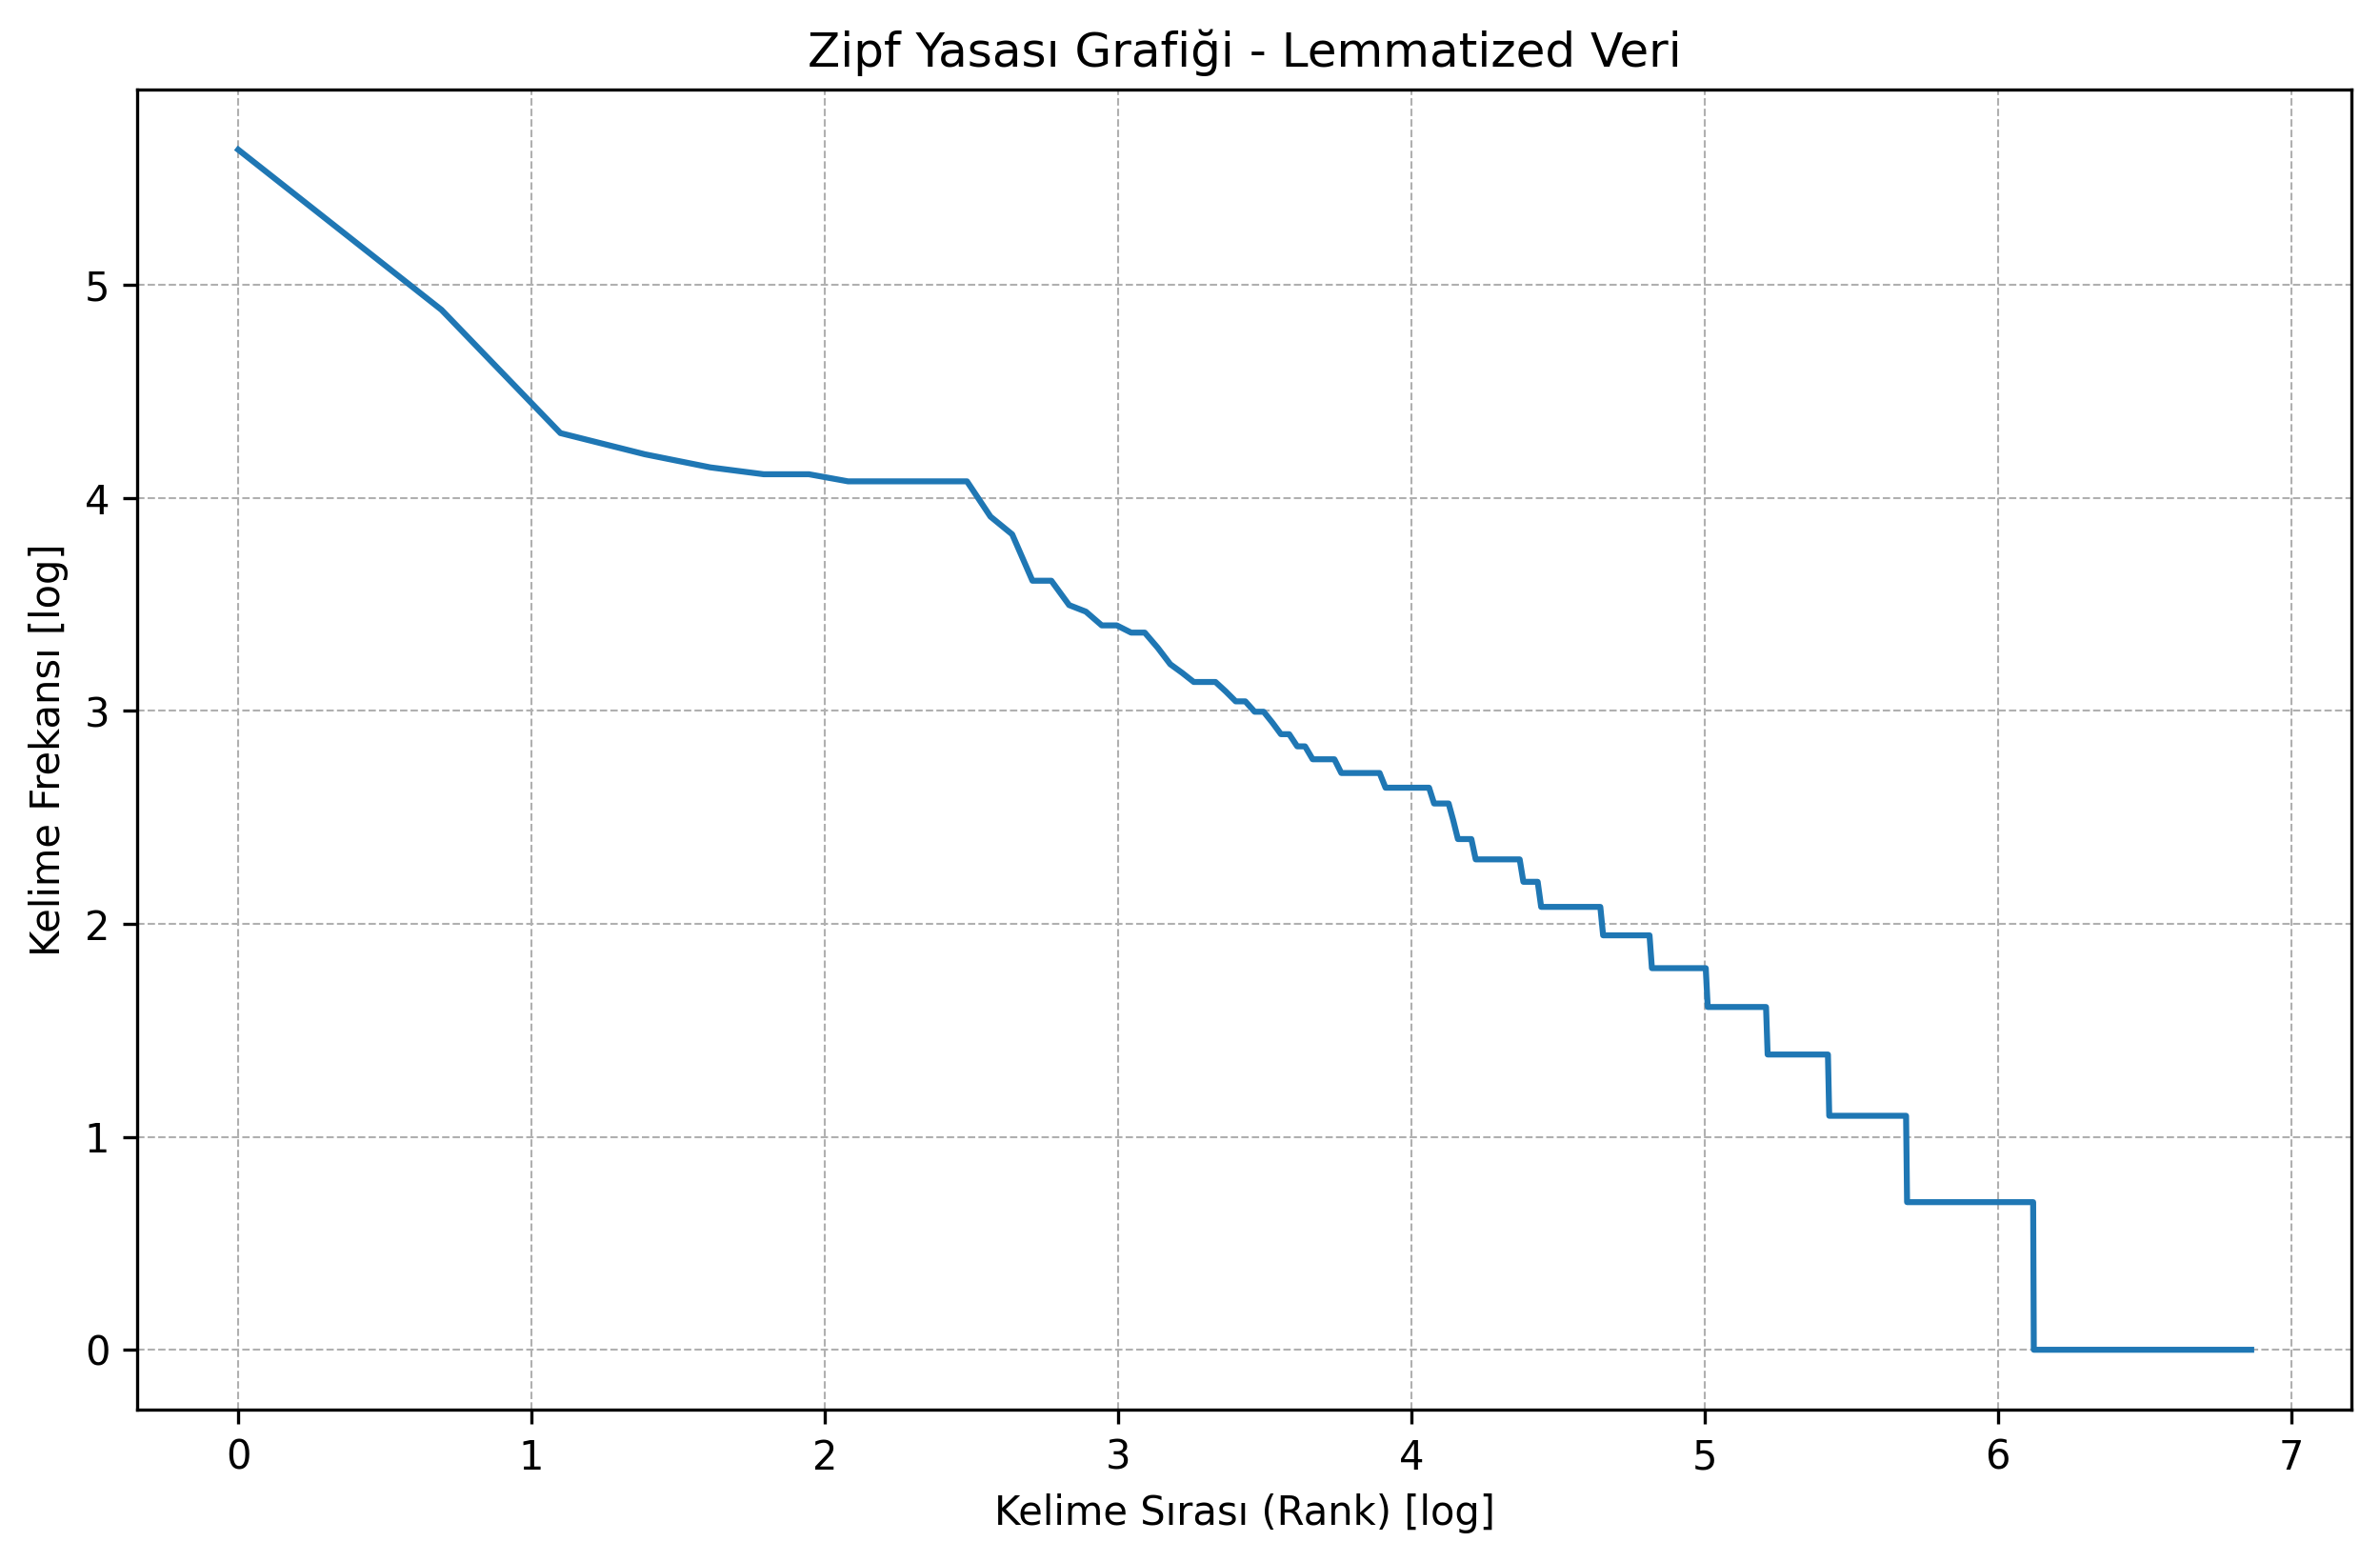 Zipf Yasası Grafiği - Lemmatized Veri
Kelime Frekansı [log]
5
4
3
2
1
0
0 1 2 3 4 5 6 7
Kelime Sırası (Rank) [log]